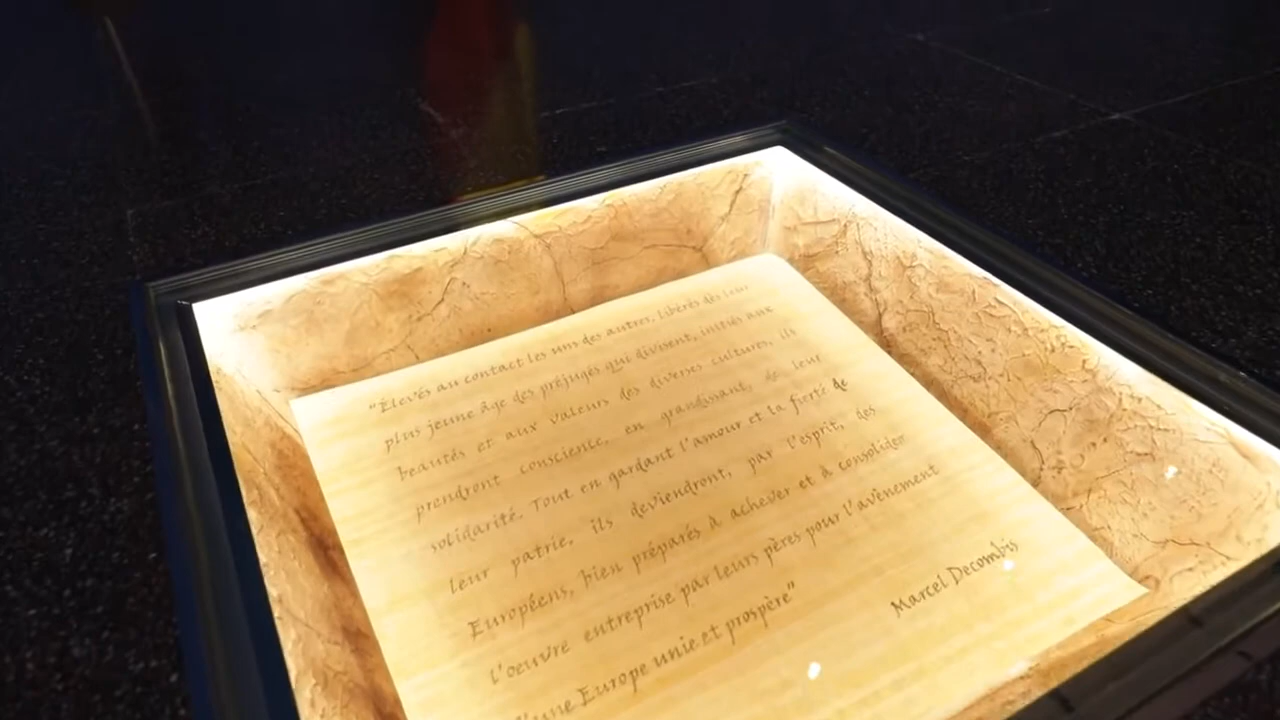 "Élevés au contact les uns des autres, libérés dès leur
plus jeune âge des préjugés qui divisent, initiés aux
beautés et aux valeurs des diverses cultures, ils
prendront conscience, en grandissant, de leur
solidarité. Tout en gardant l'amour et la fierté de
leur patrie, ils deviendront, par l'esprit, des
Européens, bien préparés à achever et à consolider
l'oeuvre entreprise par leurs pères pour l'avènement
d'une Europe unie et prospère"
Marcel Decombis